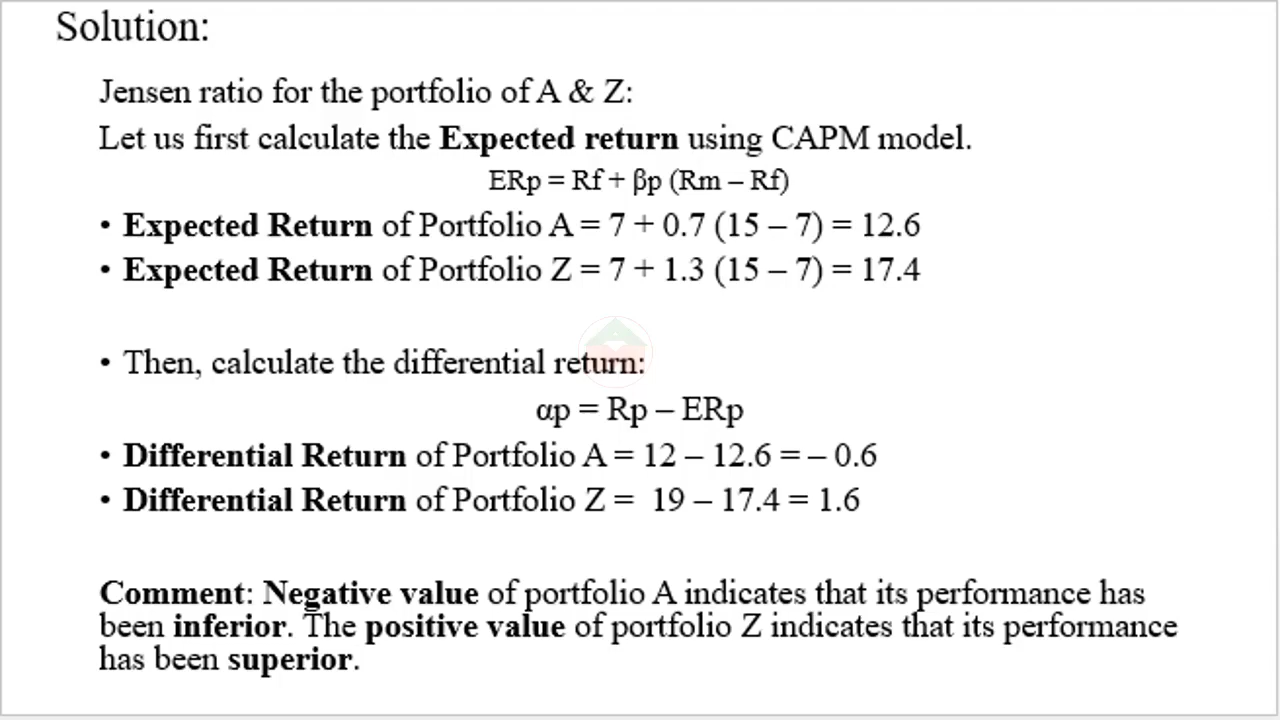 Solution:
Jensen ratio for the portfolio of A & Z:
Let us first calculate the Expected return using CAPM model.
ERp = Rf + βp (Rm – Rf)
• Expected Return of Portfolio A = 7 + 0.7 (15 – 7) = 12.6
• Expected Return of Portfolio Z = 7 + 1.3 (15 – 7) = 17.4
• Then, calculate the differential return:
αp = Rp – ERp
• Differential Return of Portfolio A = 12 – 12.6 = – 0.6
• Differential Return of Portfolio Z = 19 – 17.4 = 1.6
Comment: Negative value of portfolio A indicates that its performance has
been inferior. The positive value of portfolio Z indicates that its performance
has been superior.